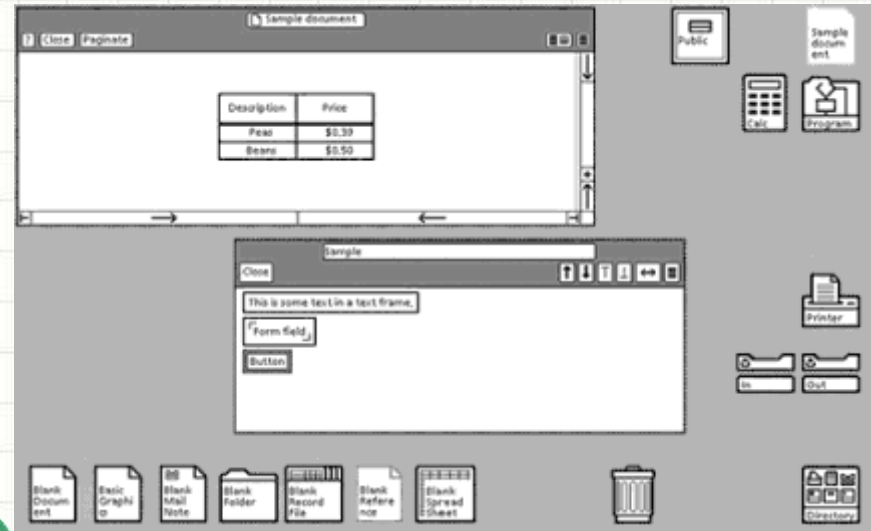 Sample document
? Close Paginate
Description Price
Peas $0.39
Beans $0.50
Public
Sample
docum
ent
Calc
Program
Sample
Close
This is some text in a text frame.
Form field
Button
Printer
In
Out
Blank
Docum
ent
Basic
Graphi
c
Blank
Mail
Note
Blank
Folder
Blank
Record
File
Blank
Refere
nce
Blank
Spread
Sheet
Directory